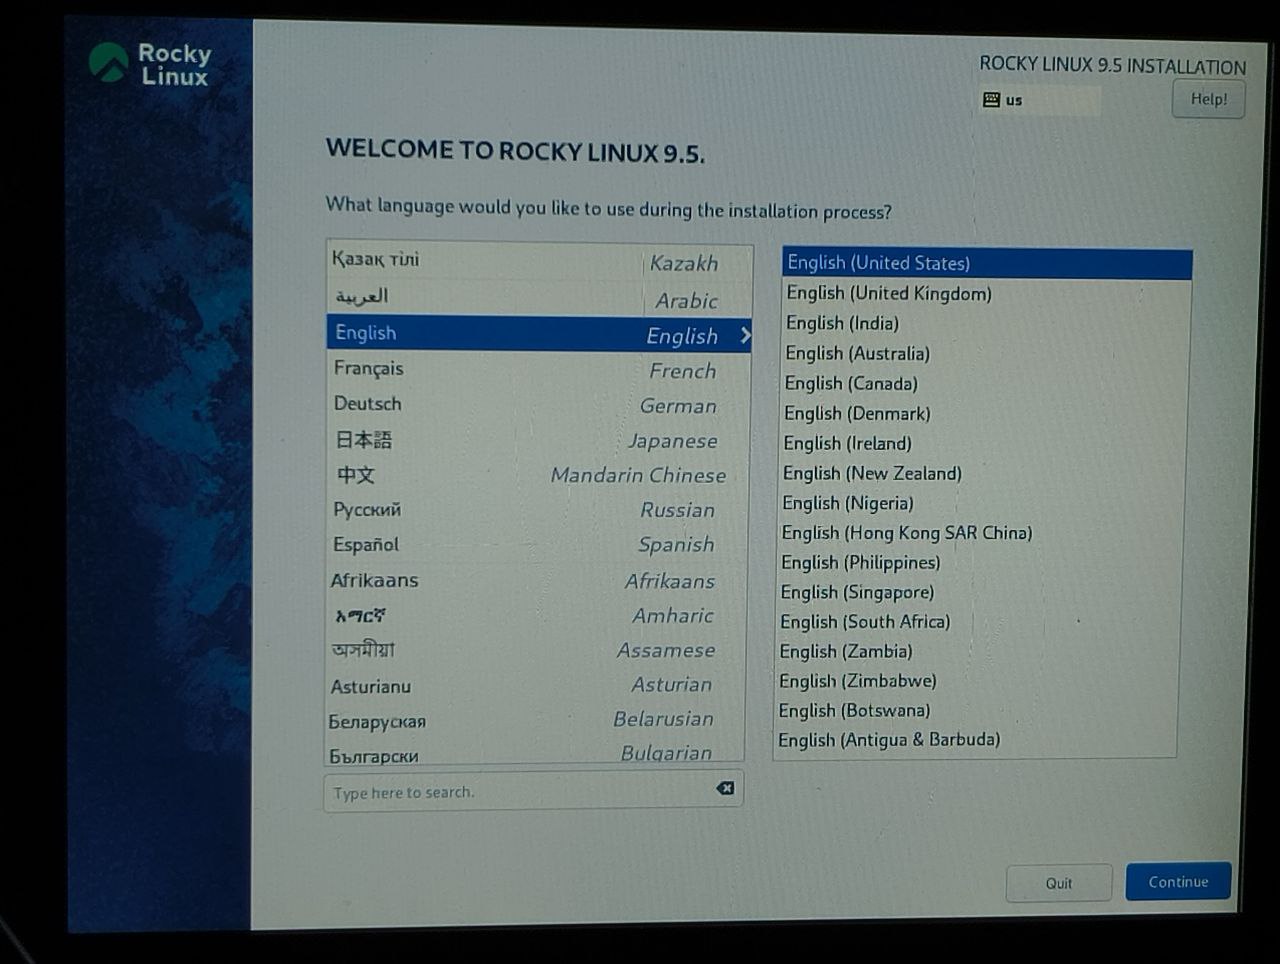 Rocky
Linux
ROCKY LINUX 9.5 INSTALLATION
us
Help!
WELCOME TO ROCKY LINUX 9.5.
What language would you like to use during the installation process?
Қазақ тілі Kazakh
العربية Arabic
English English
Français French
Deutsch German
日本語 Japanese
中文 Mandarin Chinese
Русский Russian
Español Spanish
Afrikaans Afrikaans
አማርኛ Amharic
অসমীয়া Assamese
Asturianu Asturian
Беларуская Belarusian
Български Bulgarian
Type here to search.
English (United States)
English (United Kingdom)
English (India)
English (Australia)
English (Canada)
English (Denmark)
English (Ireland)
English (New Zealand)
English (Nigeria)
English (Hong Kong SAR China)
English (Philippines)
English (Singapore)
English (South Africa)
English (Zambia)
English (Zimbabwe)
English (Botswana)
English (Antigua & Barbuda)
Quit
Continue